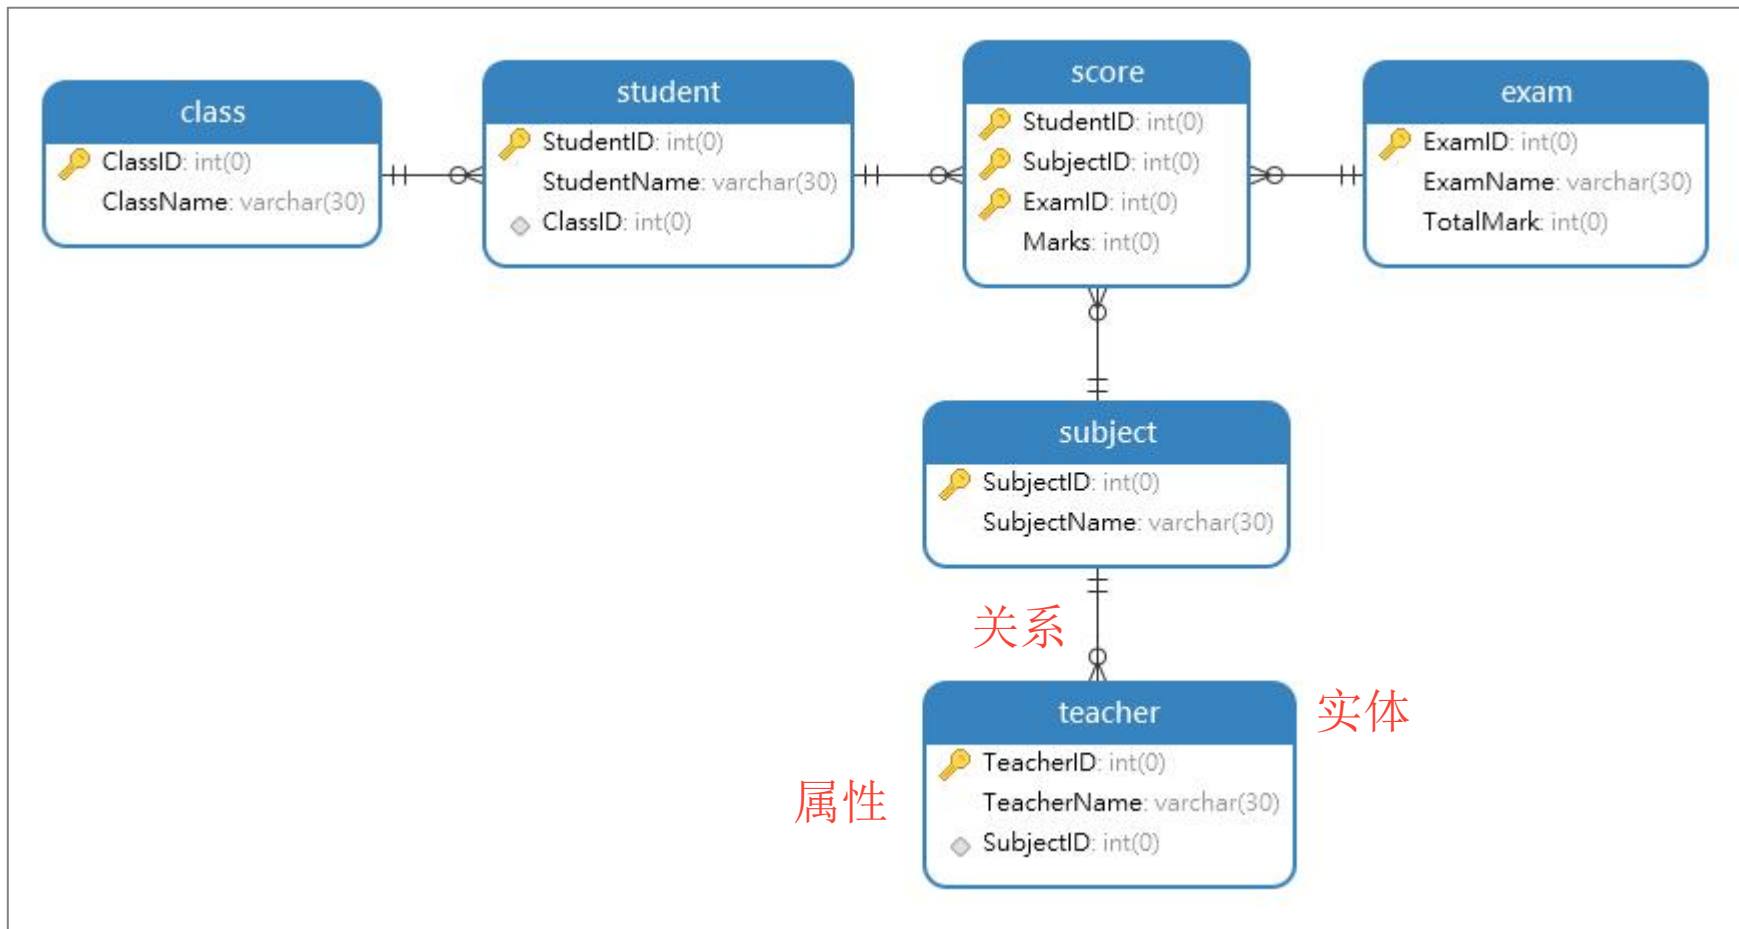 class
ClassID: int(0)
ClassName: varchar(30)
student
StudentID: int(0)
StudentName: varchar(30)
ClassID: int(0)
score
StudentID: int(0)
SubjectID: int(0)
ExamID: int(0)
Marks: int(0)
exam
ExamID: int(0)
ExamName: varchar(30)
TotalMark: int(0)
subject
SubjectID: int(0)
SubjectName: varchar(30)
关系
teacher
实体
TeacherID: int(0)
TeacherName: varchar(30)
SubjectID: int(0)
属性